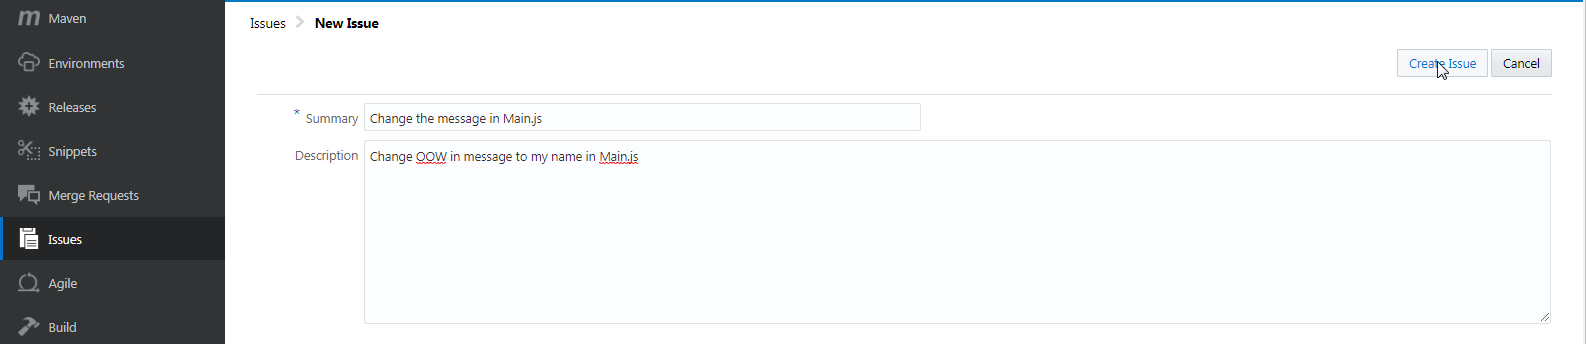 Maven
Environments
Releases
Snippets
Merge Requests
Issues
Agile
Build
Issues > New Issue
Create Issue Cancel
* Summary Change the message in Main.js
Description Change OOW in message to my name in Main.js